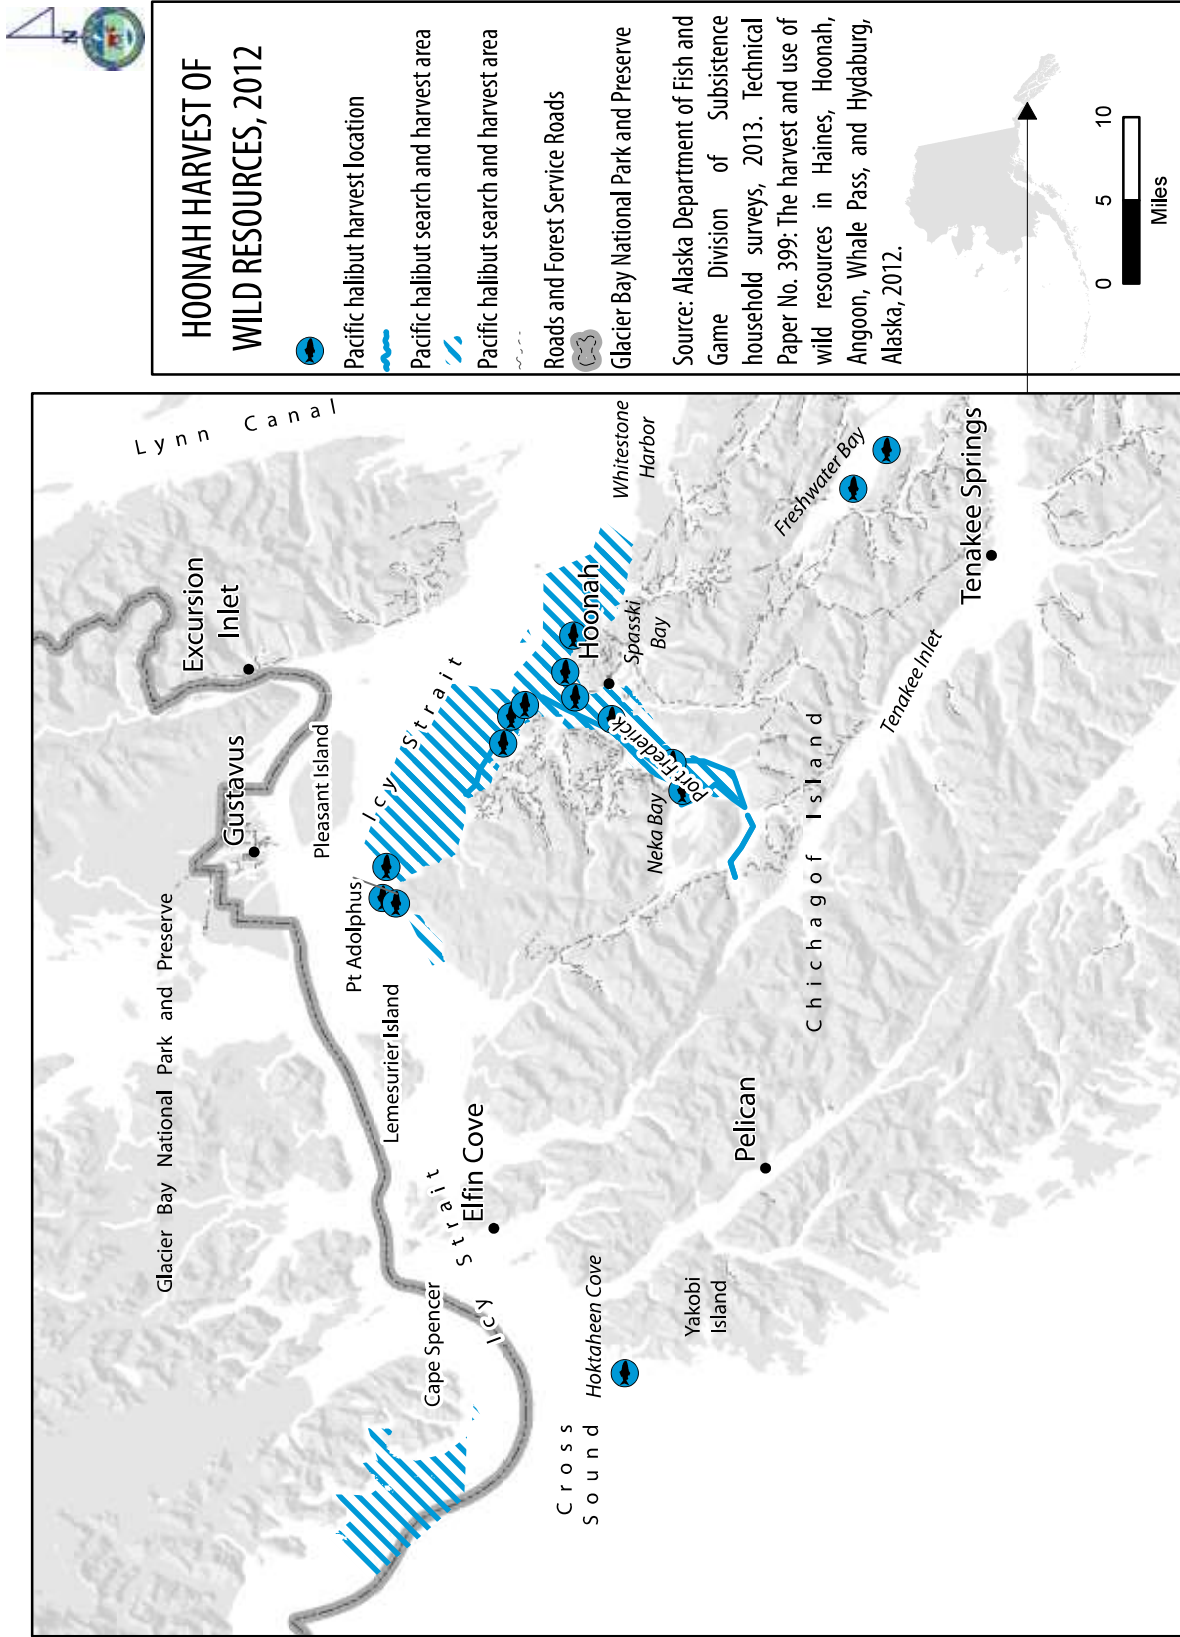 N
HOONAH HARVEST OF
WILD RESOURCES, 2012
Pacific halibut harvest location
Pacific halibut search and harvest area
Pacific halibut search and harvest area
Roads and Forest Service Roads
Glacier Bay National Park and Preserve
Source: Alaska Department of Fish and
Game Division of Subsistence
household surveys, 2013. Technical
Paper No. 399: The harvest and use of
wild resources in Haines, Hoonah,
Angoon, Whale Pass, and Hydaburg,
Alaska, 2012.
0 5 10
Miles
Lynn Canal
Excursion
Inlet
Gustavus
Pleasant Island
Glacier Bay National Park and Preserve
Icy Strait
Pt Adolphus
Lemesurier Island
Whitestone
Harbor
Hoonah
Spasski
Bay
Port Frederick
Neka Bay
Freshwater Bay
Tenakee Springs
Tenakee Inlet
Chichagof Island
Icy Strait
Elfin Cove
Cape Spencer
Pelican
Yakobi
Island
Hoktaheen Cove
Cross
Sound